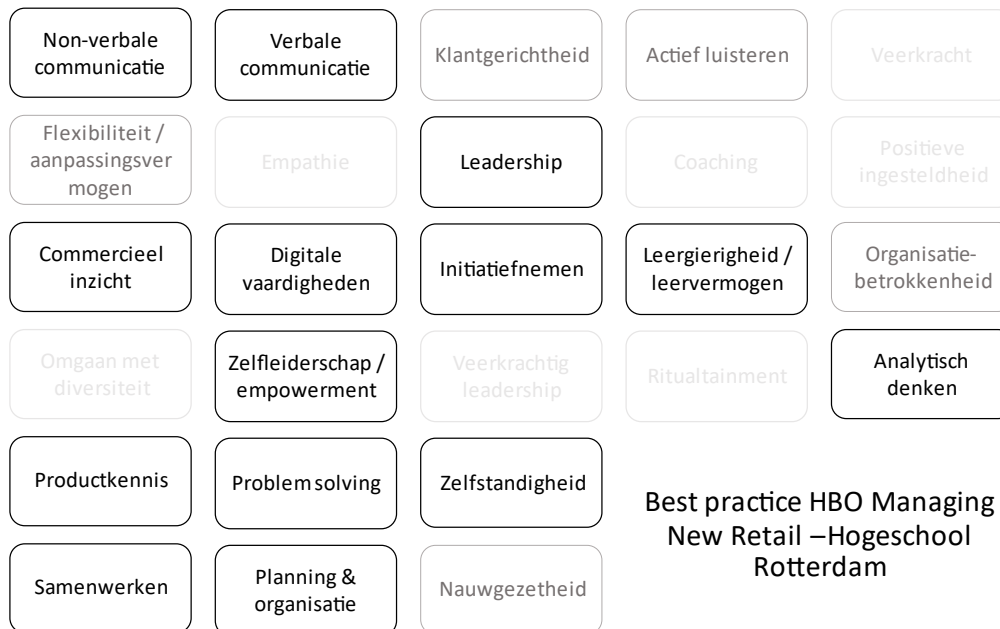 Non-verbale
communicatie
Verbale
communicatie
Klantgerichtheid
Actief luisteren
Veerkracht
Flexibiliteit /
aanpassingsver
mogen
Empathie
Leadership
Coaching
Positieve
ingesteldheid
Commercieel
inzicht
Digitale
vaardigheden
Initiatiefnemen
Leergierigheid /
leervermogen
Organisatie-
betrokkenheid
Omgaan met
diversiteit
Zelfleiderschap /
empowerment
Veerkrachtig
leadership
Ritualtainment
Analytisch
denken
Productkennis
Problem solving
Zelfstandigheid
Samenwerken
Planning &
organisatie
Nauwgezetheid
Best practice HBO Managing
New Retail –Hogeschool
Rotterdam